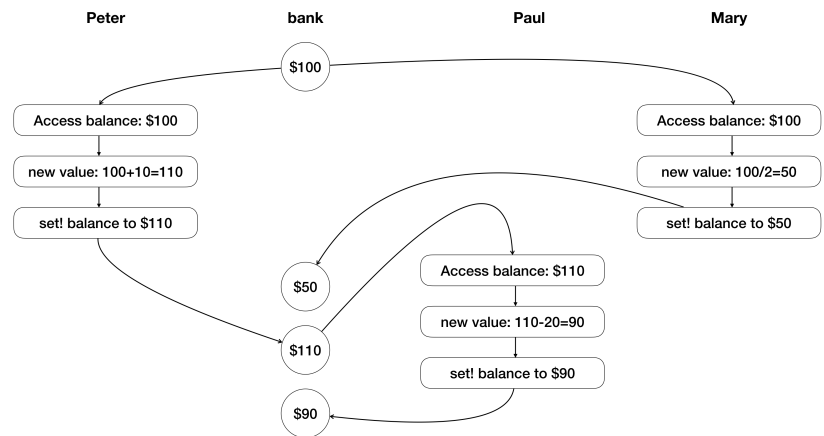 Peter
bank
Paul
Mary
$100
Access balance: $100
Access balance: $100
new value: 100+10=110
new value: 100/2=50
set! balance to $110
set! balance to $50
$50
Access balance: $110
new value: 110-20=90
$110
set! balance to $90
$90